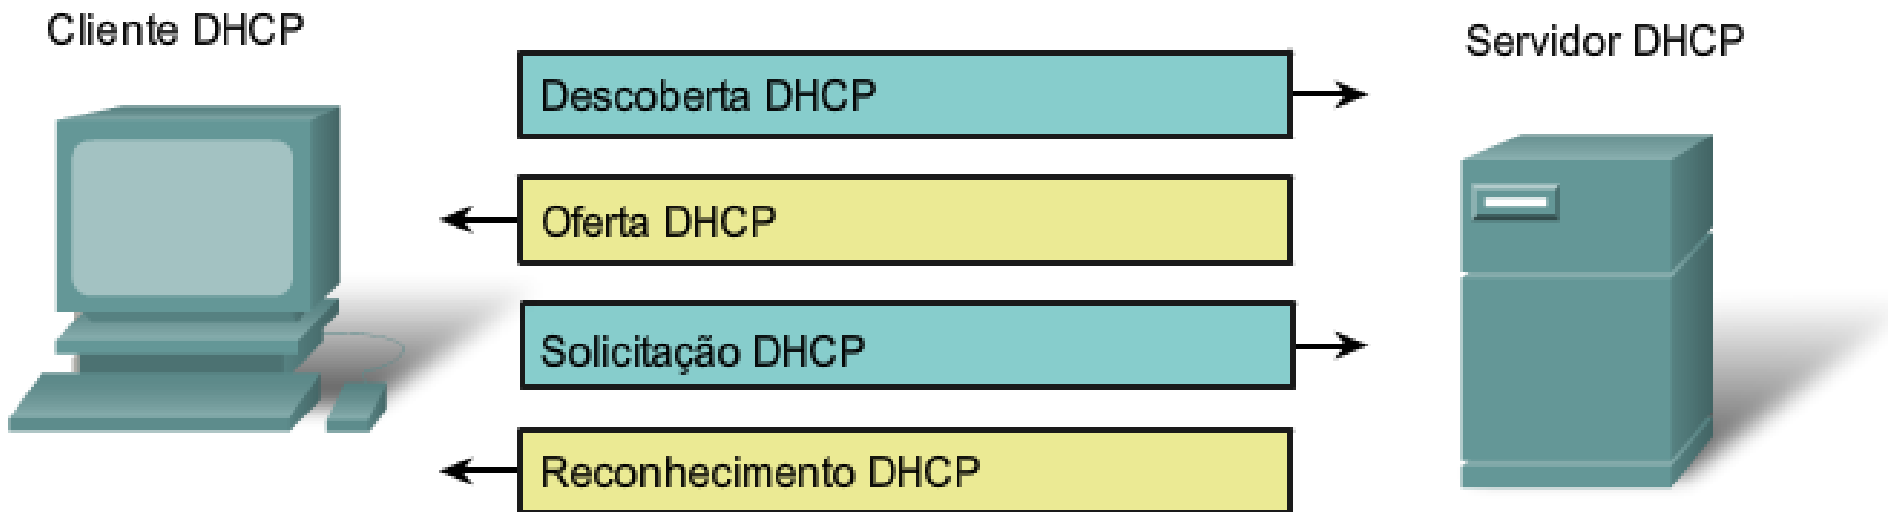 Cliente DHCP
Servidor DHCP
Descoberta DHCP
Oferta DHCP
Solicitação DHCP
Reconhecimento DHCP